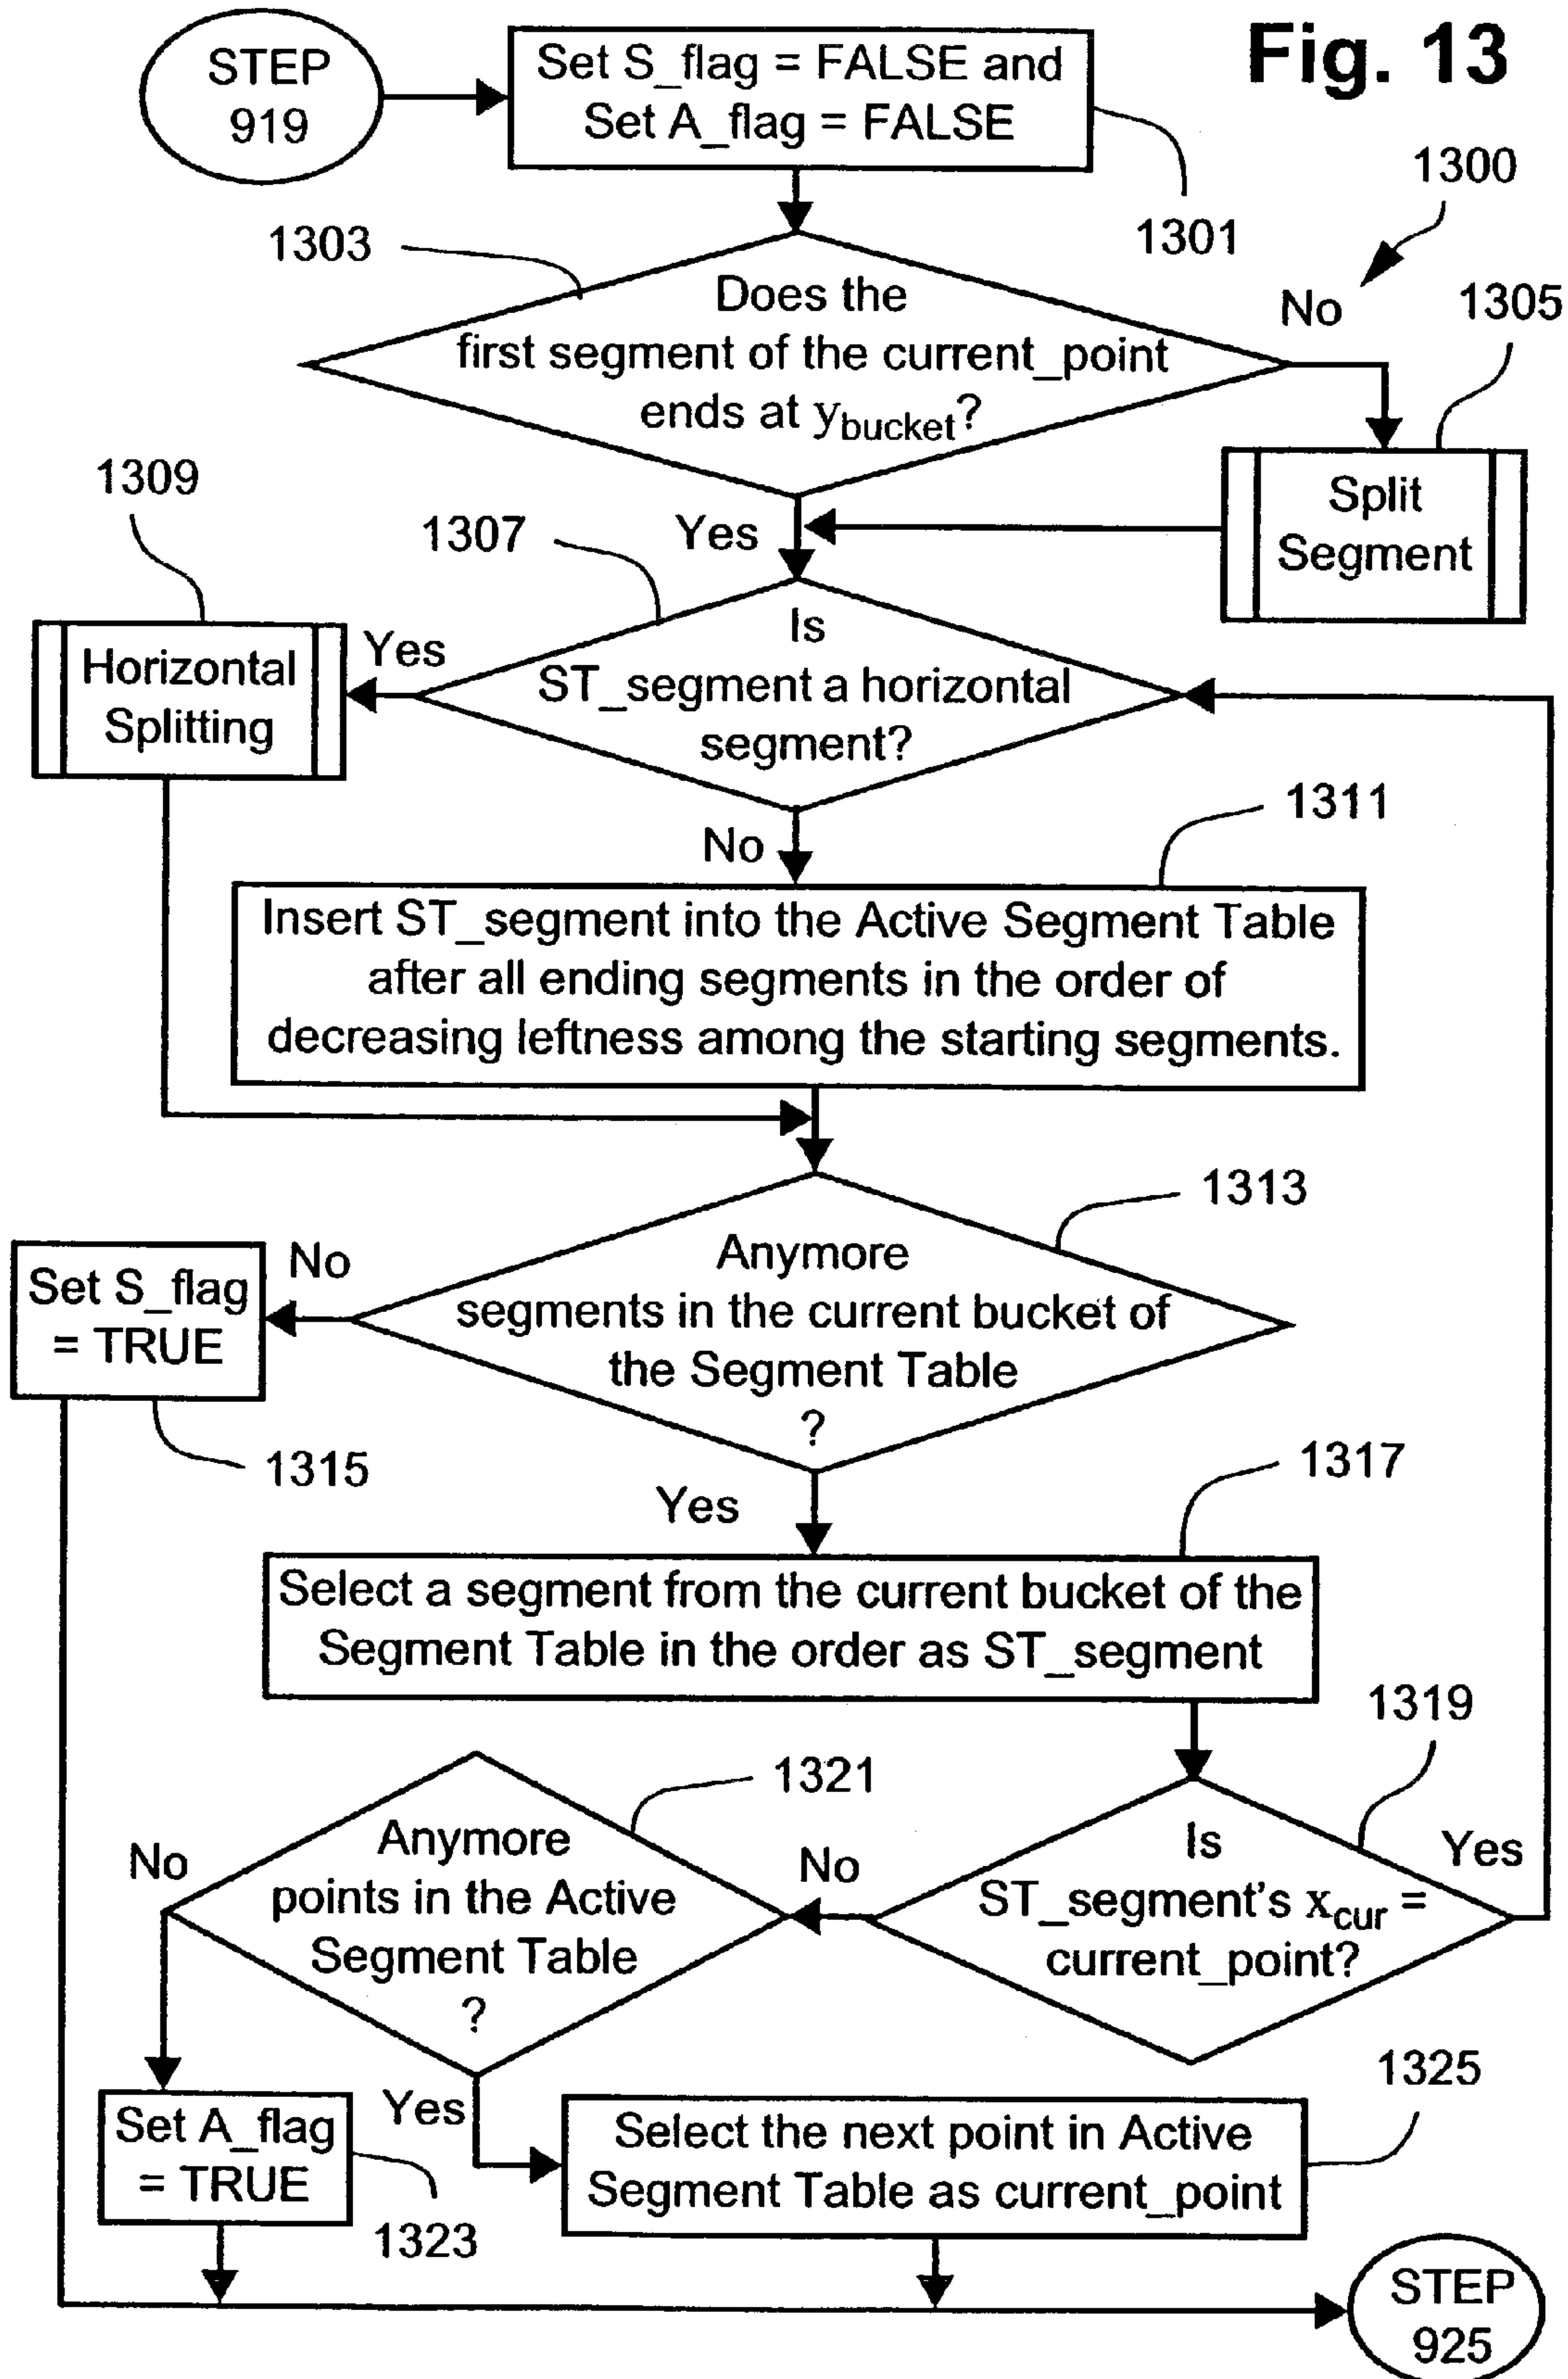 Fig. 13
STEP
919
Set S_flag = FALSE and
Set A_flag = FALSE
1300
1301
1303
Does the
first segment of the current_point
ends at ybucket?
No
1305
Split
Segment
Yes
1307
1309
Horizontal
Splitting
Yes
Is
ST_segment a horizontal
segment?
No
1311
Insert ST_segment into the Active Segment Table
after all ending segments in the order of
decreasing leftness among the starting segments.
1313
Anymore
segments in the current bucket of
the Segment Table
?
No
Set S_flag
= TRUE
1315
Yes
1317
Select a segment from the current bucket of the
Segment Table in the order as ST_segment
1319
Is
ST_segment's xcur =
current_point?
Yes
No
1321
Anymore
points in the Active
Segment Table
?
No
Set A_flag
= TRUE
1323
Yes
1325
Select the next point in Active
Segment Table as current_point
STEP
925